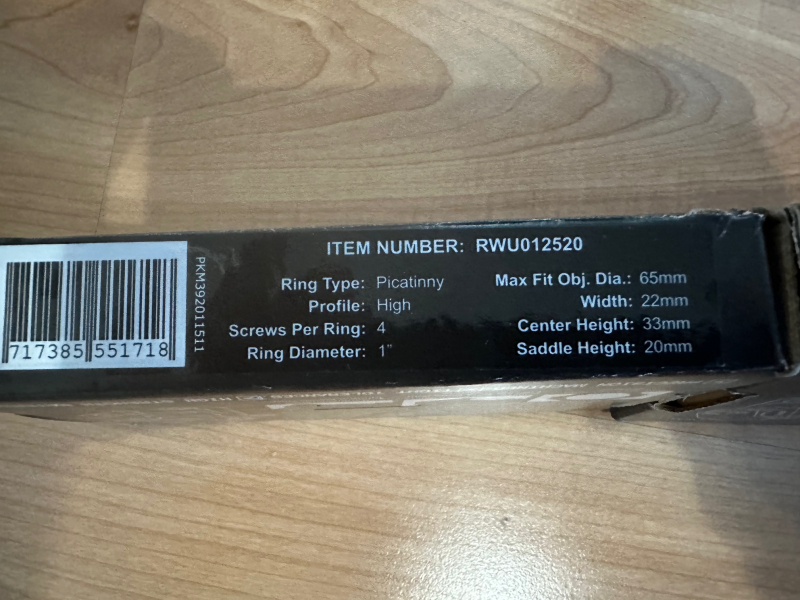 ITEM NUMBER: RWU012520
Ring Type: Picatinny
Profile: High
Screws Per Ring: 4
Ring Diameter: 1"
Max Fit Obj. Dia.: 65mm
Width: 22mm
Center Height: 33mm
Saddle Height: 20mm
717385 551718
PKM392011511